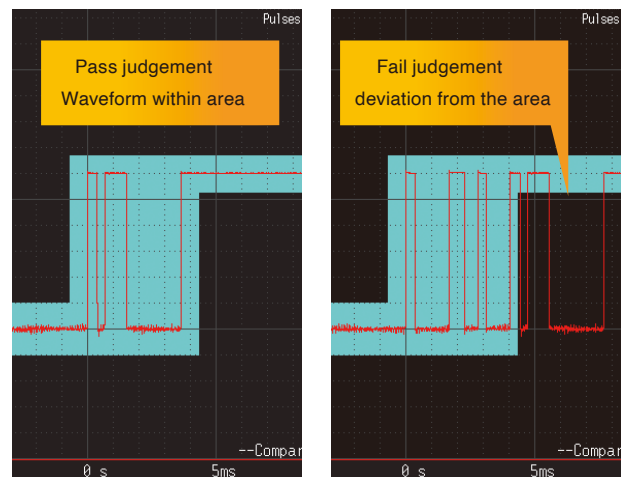 Pulses
Pass judgement
Waveform within area
--Compar
0 s
5ms
Pulses
Fail judgement
deviation from the area
--Compar
0 s
5ms